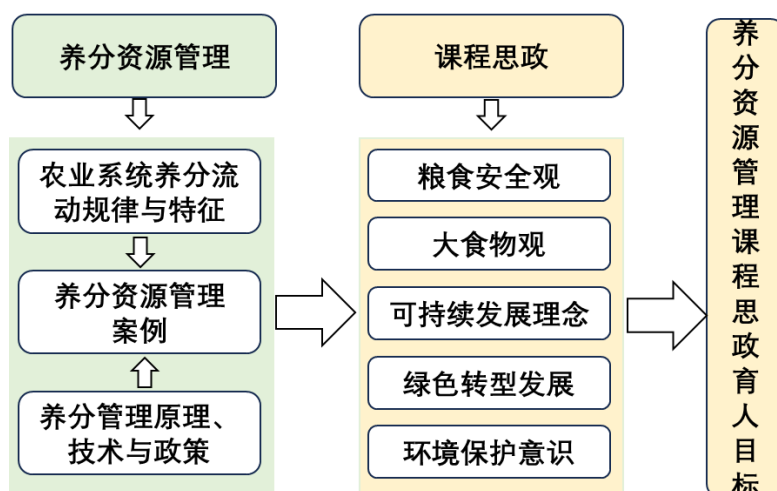 养分资源管理
农业系统养分流
动规律与特征
养分资源管理
案例
养分管理原理、
技术与政策
课程思政
粮食安全观
大食物观
可持续发展理念
绿色转型发展
环境保护意识
养分资源管理课程思政育人目标